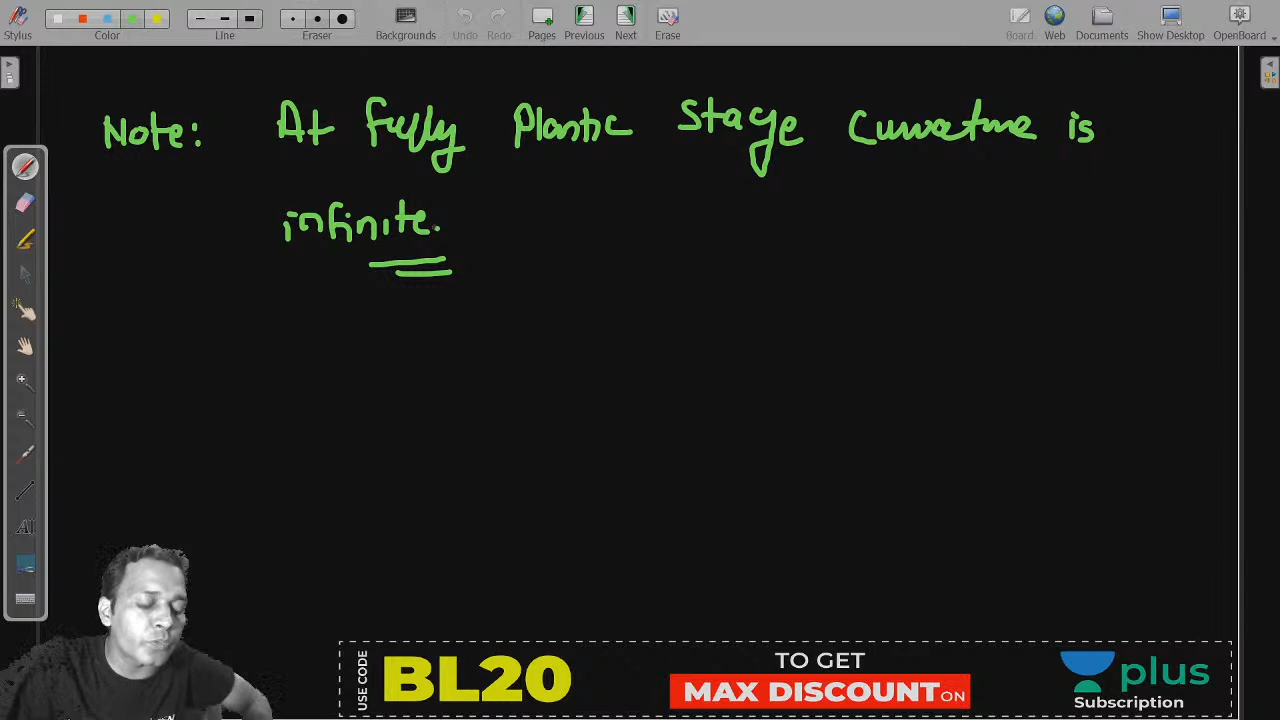 Stylus
Color
Line
Eraser
Backgrounds
Undo
Redo
Pages
Previous
Next
Erase
Board
Web
Documents
Show Desktop
OpenBoard
Note: At fully Plastic Stage Curvature is
infinite.
USE CODE
BL20
TO GET
MAX DISCOUNT ON
plus
Subscription